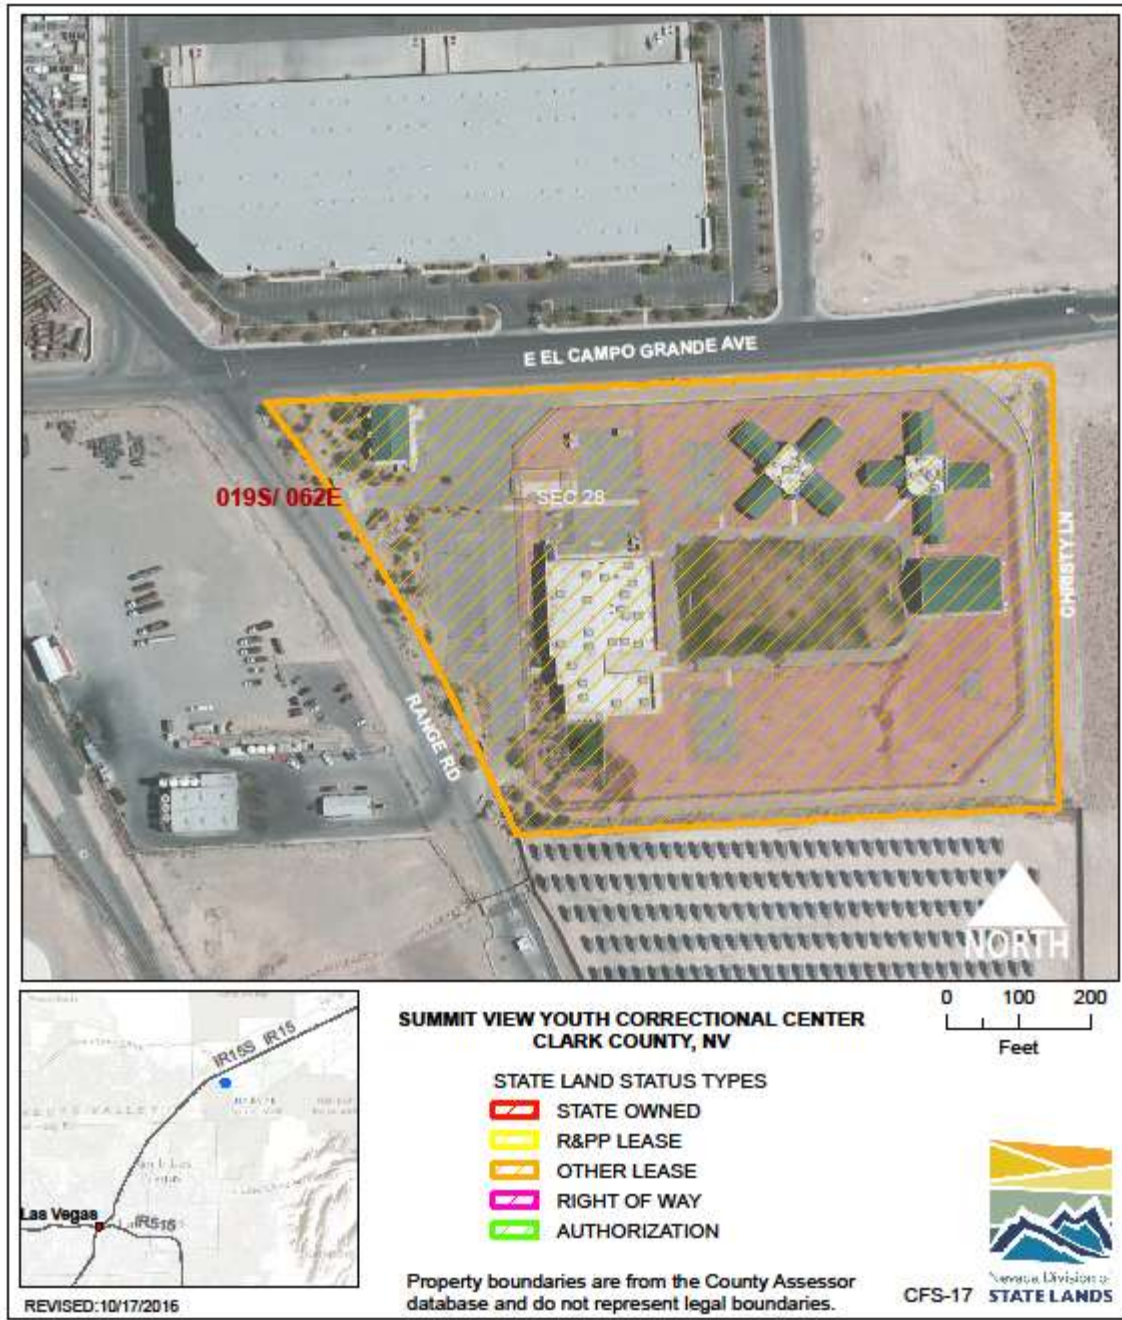 E EL CAMPO GRANDE AVE
019S/ 062E
SEC 28
CHRISTY LN
RANGE RD
NORTH
0 100 200
Feet
SUMMIT VIEW YOUTH CORRECTIONAL CENTER
CLARK COUNTY, NV
STATE LAND STATUS TYPES
STATE OWNED
R&PP LEASE
OTHER LEASE
RIGHT OF WAY
AUTHORIZATION
IR15S IR15
Las Vegas
IR515
Property boundaries are from the County Assessor
database and do not represent legal boundaries.
CFS-17
Nevada Division of
STATE LANDS
REVISED:10/17/2016